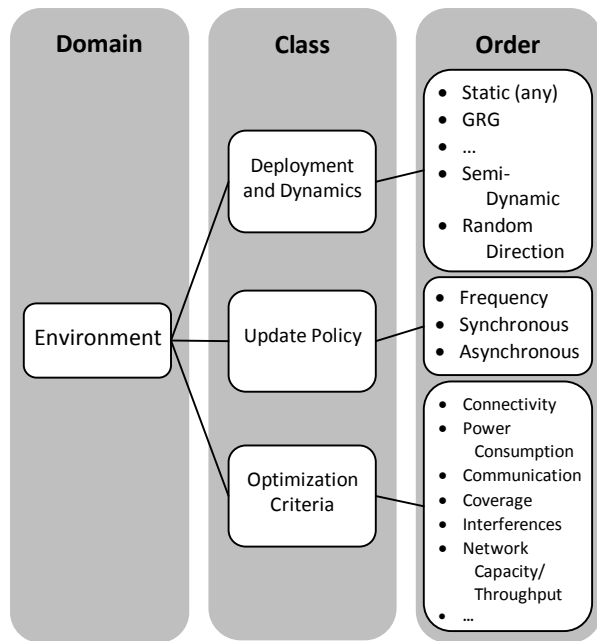 Domain
Class
Order
Environment
Deployment
and Dynamics
Update Policy
Optimization
Criteria
• Static (any)
• GRG
• ...
• Semi-
Dynamic
• Random
Direction
• Frequency
• Synchronous
• Asynchronous
• Connectivity
• Power
Consumption
• Communication
• Coverage
• Interferences
• Network
Capacity/
Throughput
• ...